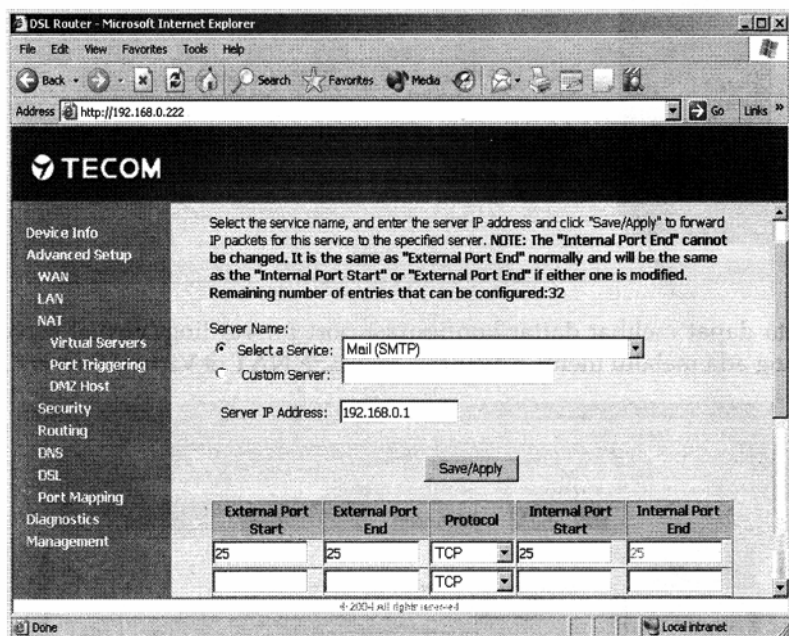 DSL Router - Microsoft Internet Explorer
File Edit View Favorites Tools Help
Back Search Favorites Media
Address http://192.168.0.222 Go Links »
TECOM
Device Info
Advanced Setup
WAN
LAN
NAT
Virtual Servers
Port Triggering
DMZ Host
Security
Routing
DNS
DSL
Port Mapping
Diagnostics
Management
Select the service name, and enter the server IP address and click "Save/Apply" to forward
IP packets for this service to the specified server. NOTE: The "Internal Port End" cannot
be changed. It is the same as "External Port End" normally and will be the same
as the "Internal Port Start" or "External Port End" if either one is modified.
Remaining number of entries that can be configured:32
Server Name:
Select a Service: Mail (SMTP)
Custom Server:
Server IP Address: 192.168.0.1
Save/Apply
External Port Start External Port End Protocol Internal Port Start Internal Port End
25 25 TCP 25 25
TCP
2004 All rights reserved
Done Local intranet